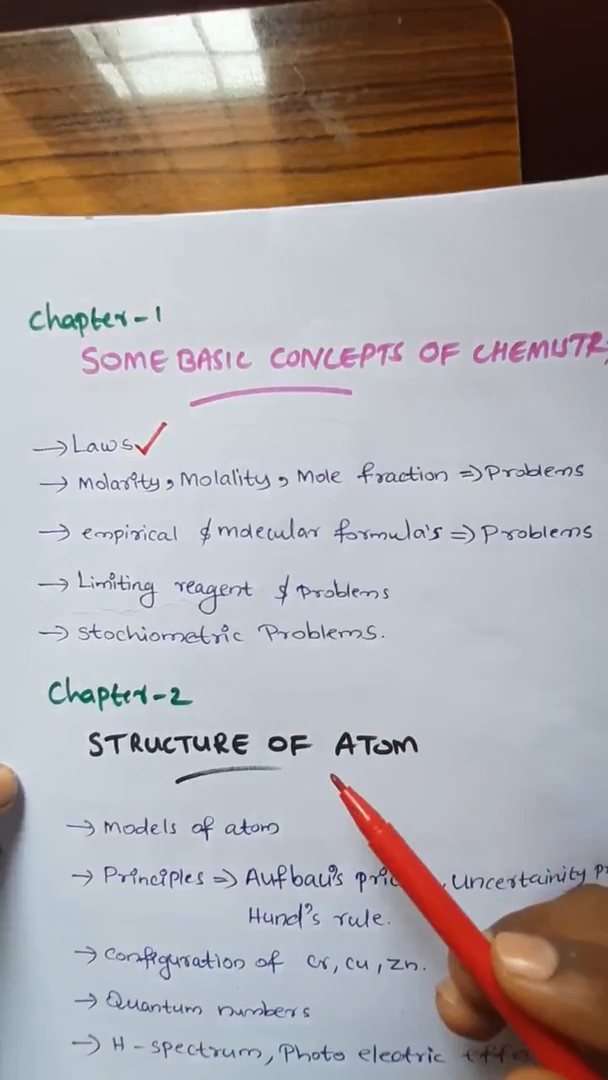 Chapter-1
SOME BASIC CONCEPTS OF CHEMISTR
→ Laws ✓
→ Molarity, Molality, Mole fraction => Problems
→ empirical & molecular formula's => Problems
→ Limiting reagent & Problems
→ Stochiometric Problems.
Chapter-2
STRUCTURE OF ATOM
→ Models of atom
→ Principles => Aufbau's , Uncertainity
Hund's rule.
→ Configuration of Cr, Cu, Zn.
→ Quantum numbers
→ H-spectrum, Photo electric